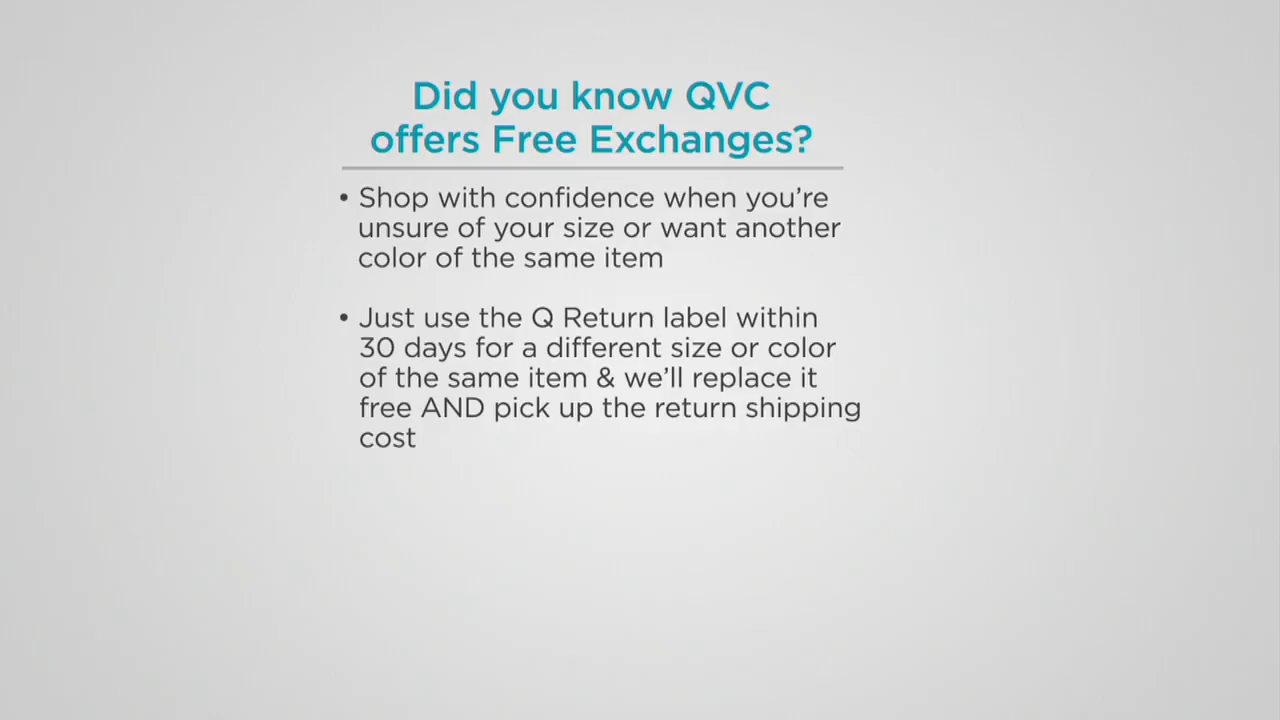 Did you know QVC
offers Free Exchanges?
• Shop with confidence when you’re
unsure of your size or want another
color of the same item
• Just use the Q Return label within
30 days for a different size or color
of the same item & we’ll replace it
free AND pick up the return shipping
cost